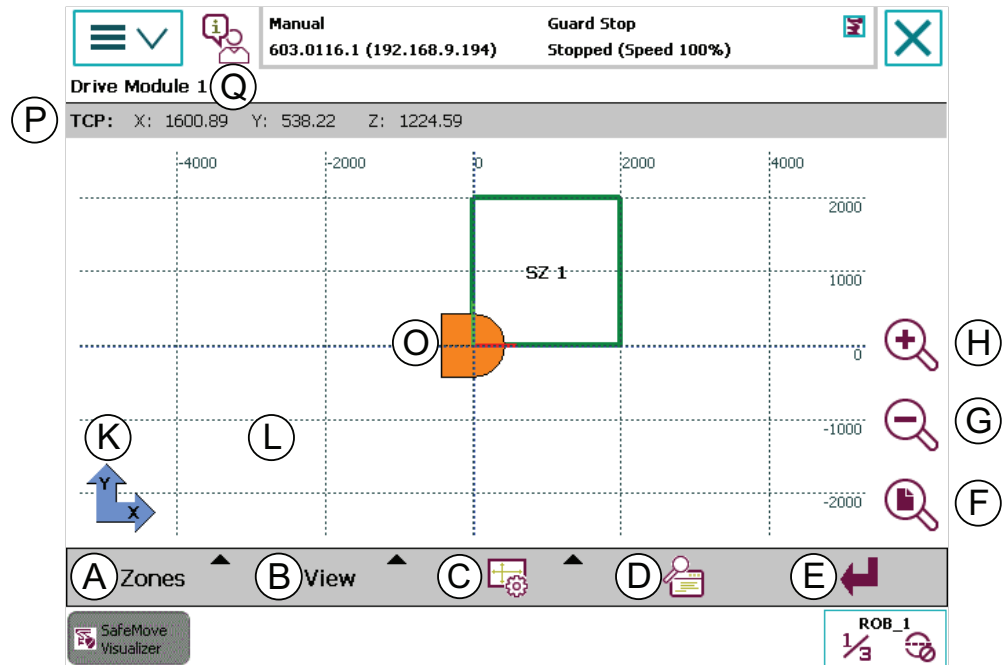 Manual Guard Stop
603.0116.1 (192.168.9.194) Stopped (Speed 100%)
Drive Module 1 Q
P TCP: X: 1600.89 Y: 538.22 Z: 1224.59
-4000 -2000 0 2000 4000
2000
SZ 1
1000
O 0 H
K L -1000 G
Y
X
-2000 F
A Zones B View C D E
SafeMove
Visualizer
ROB_1
1/3